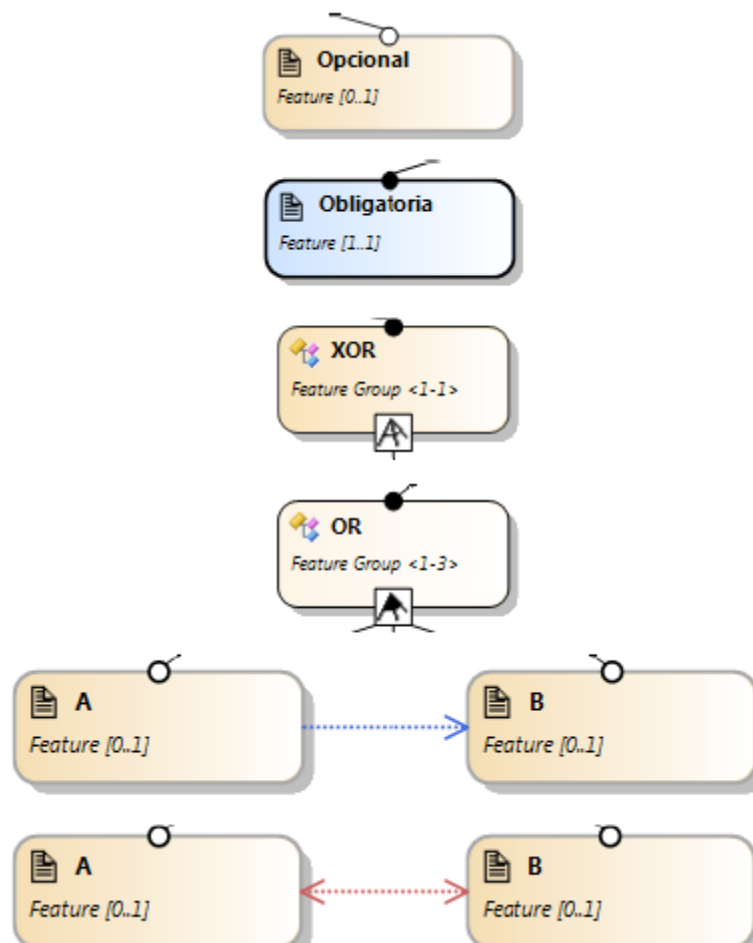 Opcional
Feature [0..1]
Obligatoria
Feature [1..1]
XOR
Feature Group <1-1>
OR
Feature Group <1-3>
A
B
Feature [0..1]
Feature [0..1]
A
B
Feature [0..1]
Feature [0..1]